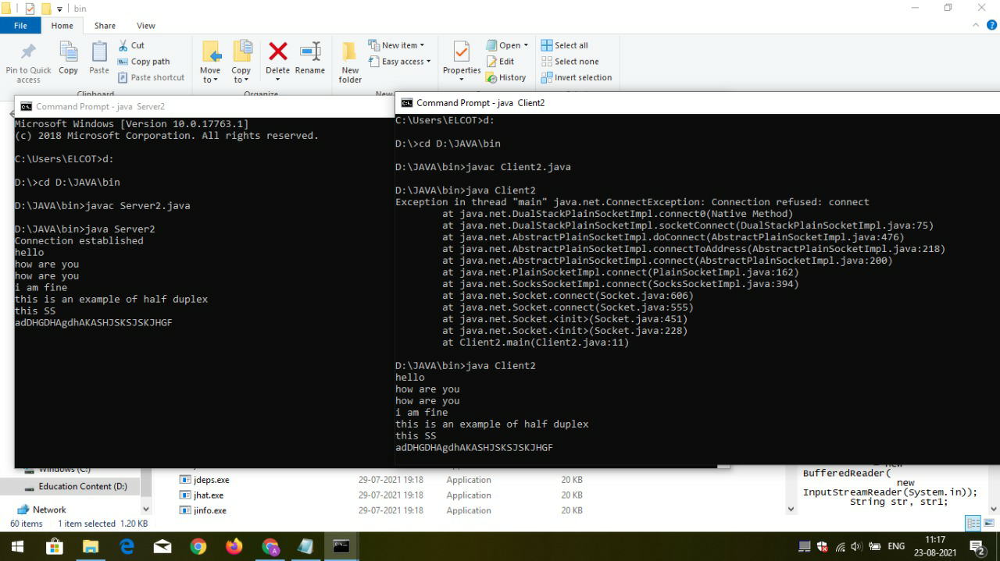 bin
File Home Share View
Pin to Quick access
Copy
Paste
Cut
Copy path
Paste shortcut
Clipboard
Move to
Copy to
Delete
Rename
Organize
New folder
New item
Easy access
New
Properties
Open
Edit
History
Select all
Select none
Invert selection
Command Prompt - java Server2
Microsoft Windows [Version 10.0.17763.1]
(c) 2018 Microsoft Corporation. All rights reserved.
C:\Users\ELCOT>d:
D:\>cd D:\JAVA\bin
D:\JAVA\bin>javac Server2.java
D:\JAVA\bin>java Server2
Connection established
hello
how are you
how are you
i am fine
this is an example of half duplex
this SS
adDHGDHAgdhAKASHJSKSJSKJHGF
Command Prompt - java Client2
C:\Users\ELCOT>d:
D:\>cd D:\JAVA\bin
D:\JAVA\bin>javac Client2.java
D:\JAVA\bin>java Client2
Exception in thread "main" java.net.ConnectException: Connection refused: connect
at java.net.DualStackPlainSocketImpl.connect0(Native Method)
at java.net.DualStackPlainSocketImpl.socketConnect(DualStackPlainSocketImpl.java:75)
at java.net.AbstractPlainSocketImpl.doConnect(AbstractPlainSocketImpl.java:476)
at java.net.AbstractPlainSocketImpl.connectToAddress(AbstractPlainSocketImpl.java:218)
at java.net.AbstractPlainSocketImpl.connect(AbstractPlainSocketImpl.java:200)
at java.net.PlainSocketImpl.connect(PlainSocketImpl.java:162)
at java.net.SocksSocketImpl.connect(SocksSocketImpl.java:394)
at java.net.Socket.connect(Socket.java:606)
at java.net.Socket.connect(Socket.java:555)
at java.net.Socket.<init>(Socket.java:451)
at java.net.Socket.<init>(Socket.java:228)
at Client2.main(Client2.java:11)
D:\JAVA\bin>java Client2
hello
how are you
how are you
i am fine
this is an example of half duplex
this SS
adDHGDHAgdhAKASHJSKSJSKJHGF
Windows (C:)
Education Content (D:)
Network
jdeps.exe 29-07-2021 19:18 Application 20 KB
jhat.exe 29-07-2021 19:18 Application 20 KB
jinfo.exe 29-07-2021 19:18 Application 20 KB
new
BufferedReader(
new
InputStreamReader(System.in));
String str, str1;
60 items 1 item selected 1.20 KB
ENG
11:17
23-08-2021
2